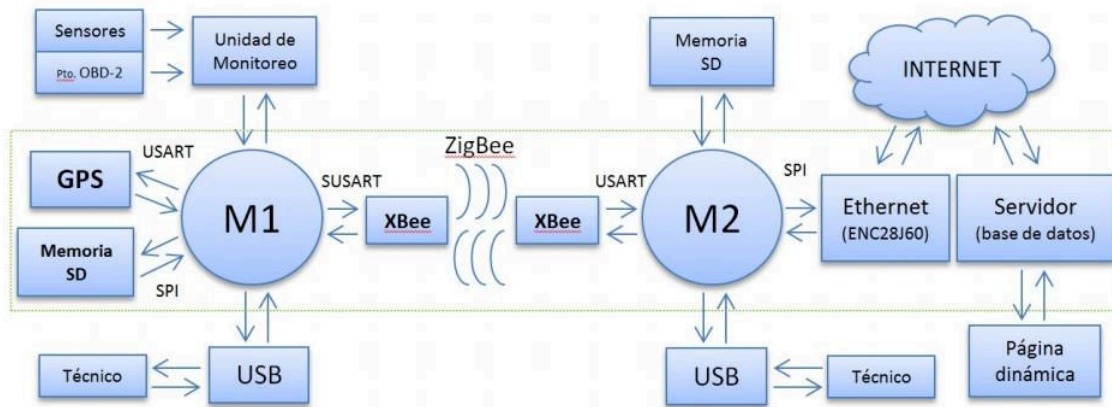 Sensores
Pto. OBD-2
Unidad de
Monitoreo
Memoria
SD
INTERNET
USART
GPS
M1
SUSART
XBee
ZigBee
XBee
USART
M2
SPI
Ethernet
(ENC28J60)
Servidor
(base de datos)
Memoria
SD
SPI
Técnico
USB
USB
Técnico
Página
dinámica